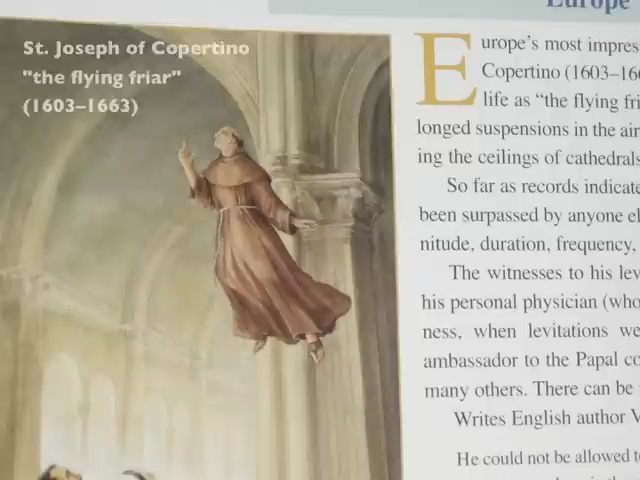 Europe
St. Joseph of Copertino
"the flying friar"
(1603–1663)
Europe's most impres
Copertino (1603–16
life as “the flying fri
longed suspensions in the air
ing the ceilings of cathedrals
So far as records indicate
been surpassed by anyone el
nitude, duration, frequency,
The witnesses to his lev
his personal physician (who
ness, when levitations we
ambassador to the Papal co
many others. There can be
Writes English author V
He could not be allowed to